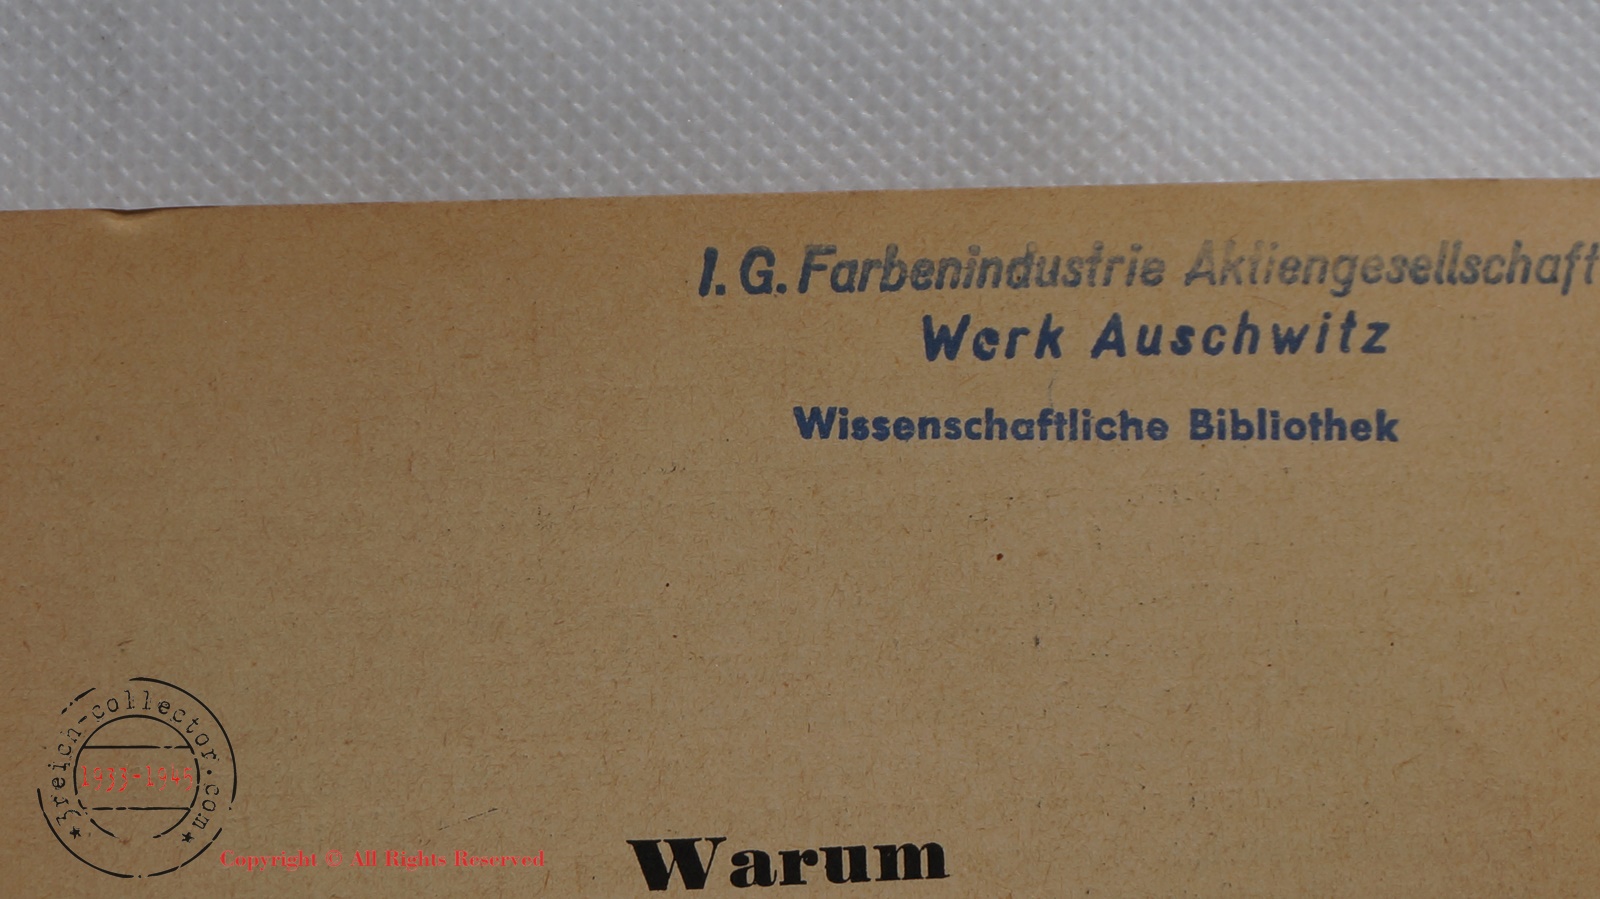 I. G. Farbenindustrie Aktiengesellschaft
Werk Auschwitz
Wissenschaftliche Bibliothek
3reich-collector.com
1933-1945
Copyright © All Rights Reserved
Warum